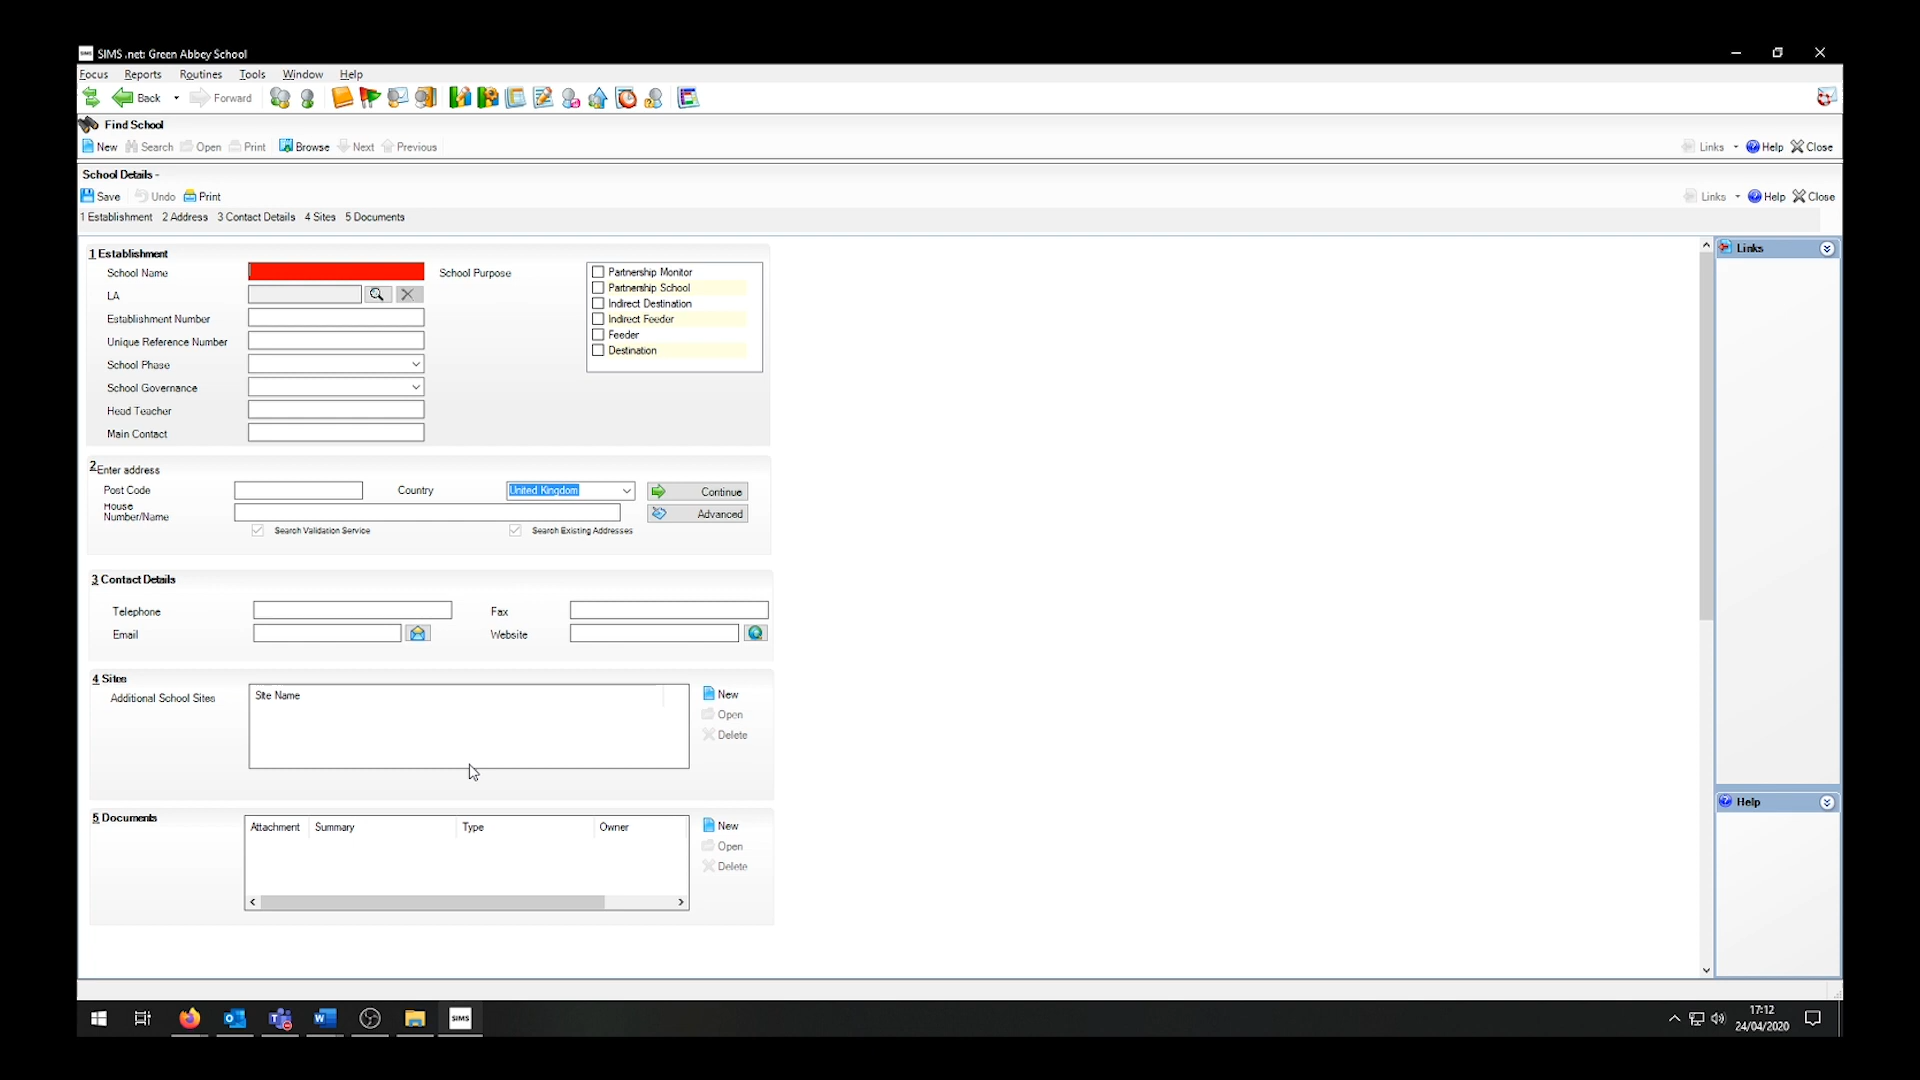 SIMS .net: Green Abbey School
Focus Reports Routines Tools Window Help
Back Forward
Find School
New Search Open Print Browse Next Previous Links Help Close
School Details -
Save Undo Print Links Help Close
1 Establishment 2 Address 3 Contact Details 4 Sites 5 Documents
1 Establishment
School Name School Purpose
LA
Establishment Number
Unique Reference Number
School Phase
School Governance
Head Teacher
Main Contact
Partnership Monitor
Partnership School
Indirect Destination
Indirect Feeder
Feeder
Destination
2 Enter address
Post Code Country United Kingdom Continue
House
Number/Name
Advanced
Search Validation Service Search Existing Addresses
3 Contact Details
Telephone Fax
Email Website
4 Sites
Additional School Sites Site Name
New
Open
Delete
5 Documents
Attachment Summary Type Owner
New
Open
Delete
Links
Help
SIMS
17:12
24/04/2020